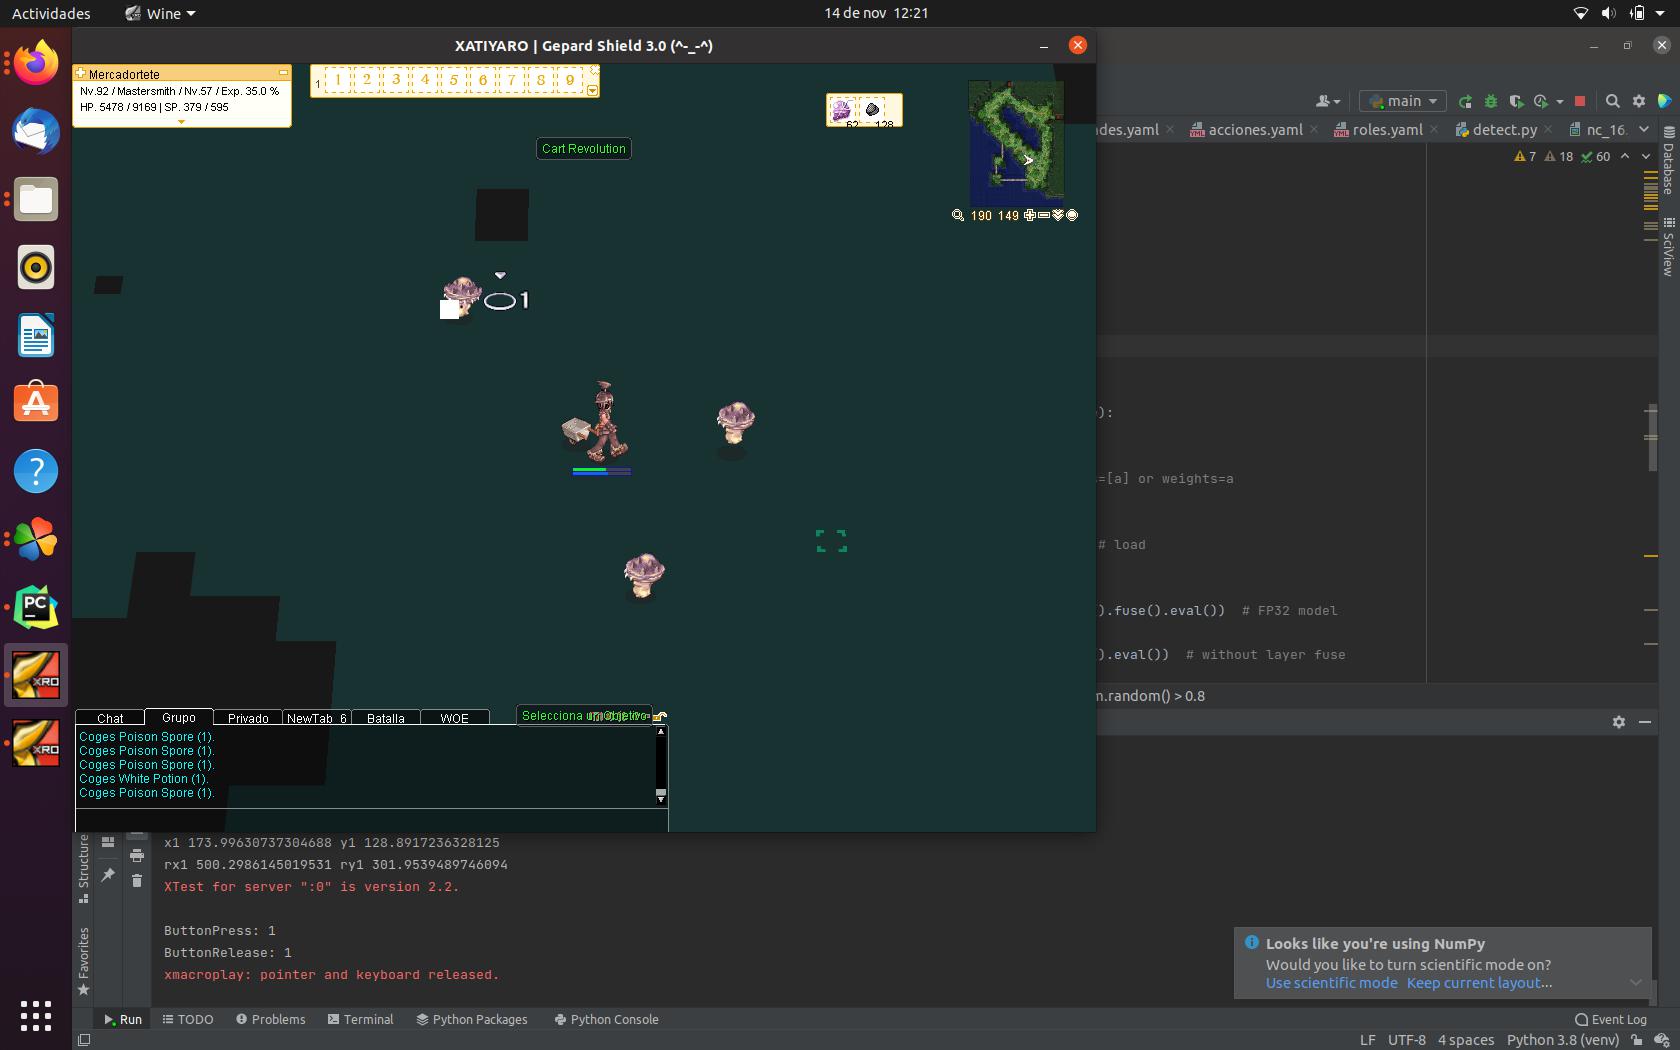 Actividades
Wine
14 de nov 12:21
XATIYARO | Gepard Shield 3.0 (^-_-^)
Mercadortete
Nv.92 / Mastersmith / Nv.57 / Exp. 35.0 %
HP. 5478 / 9169 | SP. 379 / 595
1
1 2 3 4 5 6 7 8 9
62 128
Cart Revolution
190 149
1
main
des.yaml
acciones.yaml
roles.yaml
detect.py
nc_16.
7 18 60
Database
SciView
):
=[a] or weights=a
# load
).fuse().eval()) # FP32 model
).eval()) # without layer fuse
m.random() > 0.8
Chat
Grupo
Privado
NewTab_6
Batalla
WOE
Selecciona un Objetivo
Coges Poison Spore (1).
Coges Poison Spore (1).
Coges Poison Spore (1).
Coges White Potion (1).
Coges Poison Spore (1).
PC
XRO
XRO
Structure
Favorites
x1 173.99630737304688 y1 128.8917236328125
rx1 500.2986145019531 ry1 301.9539489746094
XTest for server ":0" is version 2.2.
ButtonPress: 1
ButtonRelease: 1
xmacroplay: pointer and keyboard released.
Looks like you're using NumPy
Would you like to turn scientific mode on?
Use scientific mode Keep current layout...
Run
TODO
Problems
Terminal
Python Packages
Python Console
Event Log
LF UTF-8 4 spaces Python 3.8 (venv)